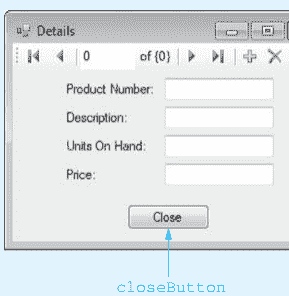 Details
0 of {0}
Product Number:
Description:
Units On Hand:
Price:
Close
closeButton